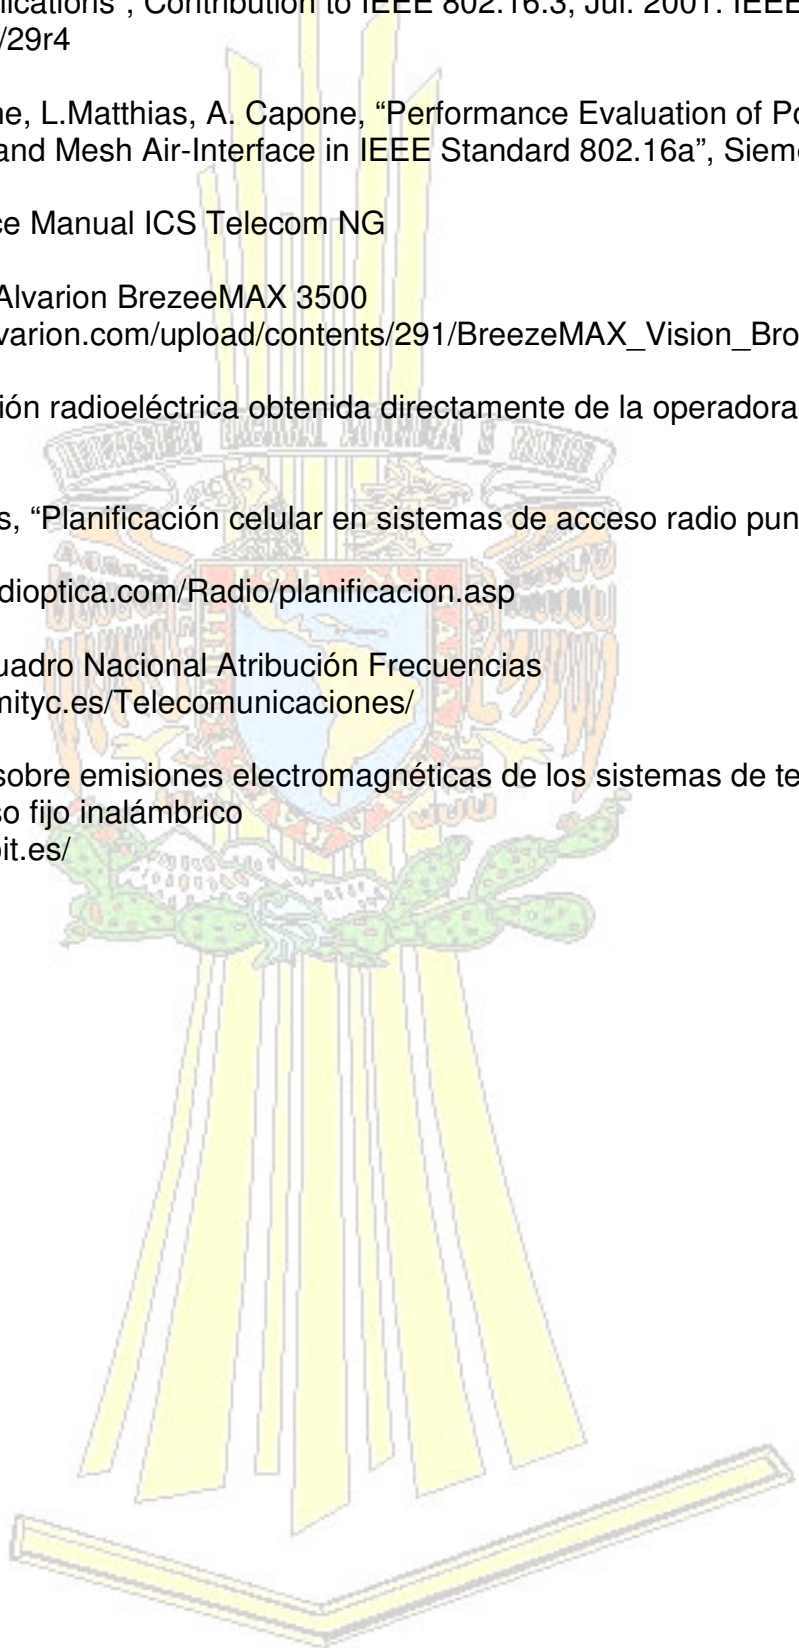 lications”, Contribution to IEEE 802.16.3, Jul. 2001. IEEE
/29r4
ne, L.Matthias, A. Capone, “Performance Evaluation of Po
and Mesh Air-Interface in IEEE Standard 802.16a”, Sieme
ce Manual ICS Telecom NG
Alvarion BrezeeMAX 3500
varion.com/upload/contents/291/BreezeMAX_Vision_Bro
ión radioeléctrica obtenida directamente de la operadora
s, “Planificación celular en sistemas de acceso radio pun
dioptica.com/Radio/planificacion.asp
uadro Nacional Atribución Frecuencias
mityc.es/Telecomunicaciones/
sobre emisiones electromagnéticas de los sistemas de te
so fijo inalámbrico
oit.es/